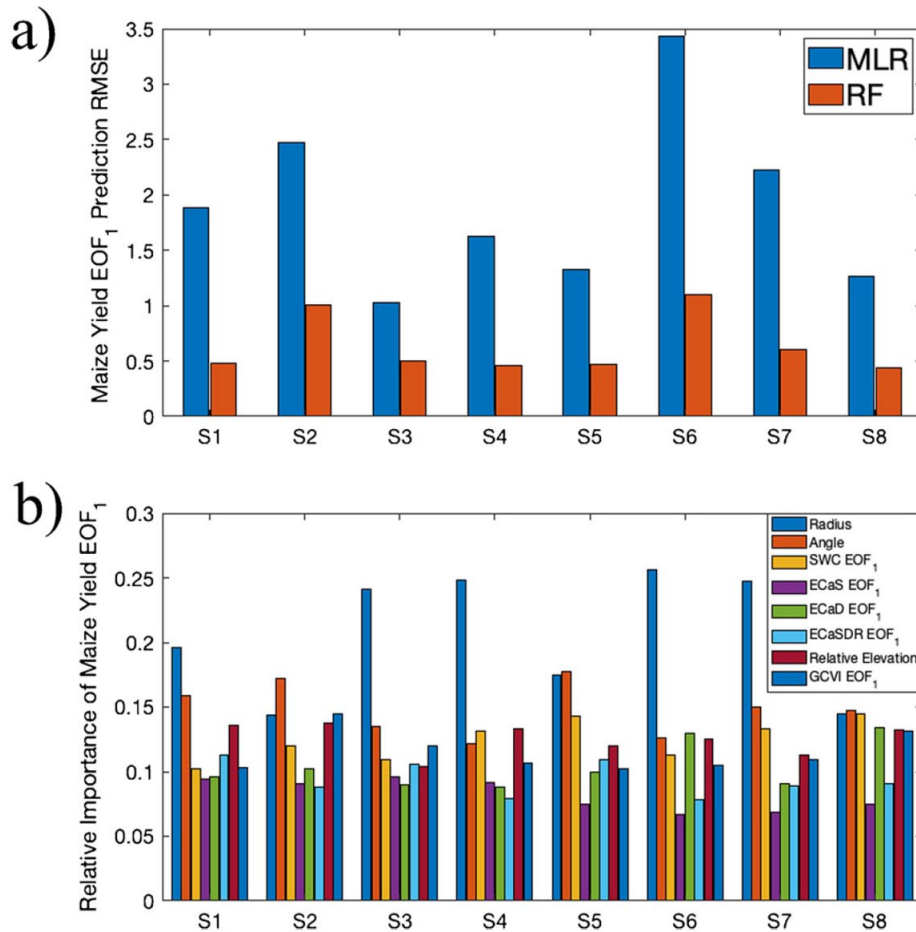 a)
Maize Yield EOF₁ Prediction RMSE
3.5
3
2.5
2
1.5
1
0.5
0
MLR
RF
S1 S2 S3 S4 S5 S6 S7 S8
b)
Relative Importance of Maize Yield EOF₁
0.3
0.25
0.2
0.15
0.1
0.05
0
Radius
Angle
SWC EOF₁
ECaS EOF₁
ECaD EOF₁
ECaSDR EOF₁
Relative Elevation
GCVI EOF₁
S1 S2 S3 S4 S5 S6 S7 S8